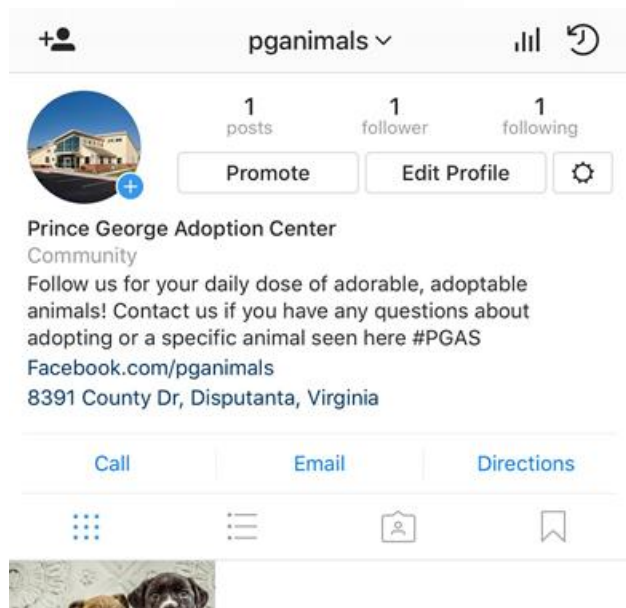 pganimals
1 1 1
posts follower following
Promote Edit Profile
Prince George Adoption Center
Community
Follow us for your daily dose of adorable, adoptable
animals! Contact us if you have any questions about
adopting or a specific animal seen here #PGAS
Facebook.com/pganimals
8391 County Dr, Disputanta, Virginia
Call Email Directions